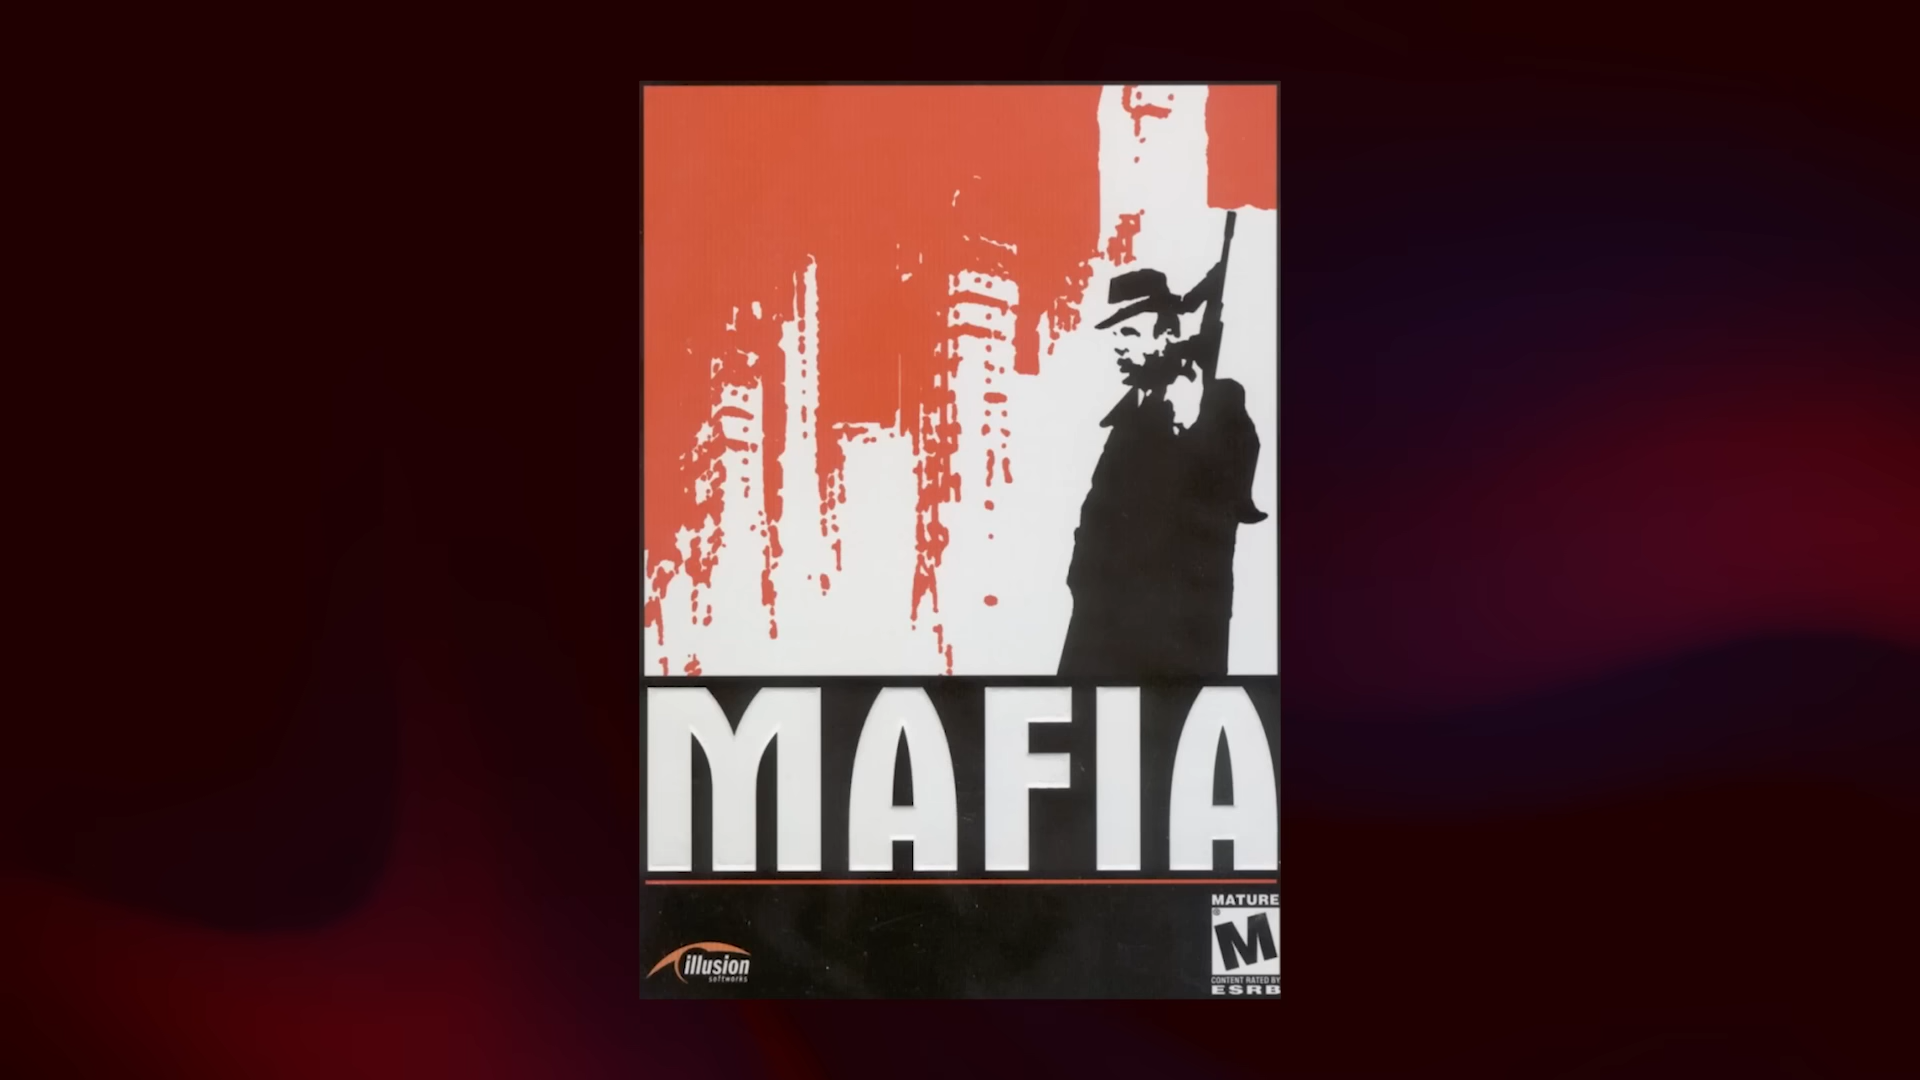 MAFIA
illusion
softworks
MATURE
M
CONTENT RATED BY
ESRB